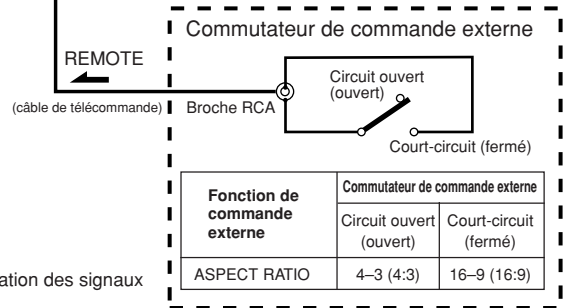 Commutateur de commande externe
REMOTE
(câble de télécommande)
Broche RCA
Circuit ouvert
(ouvert)
Court-circuit (fermé)
Fonction de
commande
externe
Commutateur de commande externe
Circuit ouvert
(ouvert)
Court-circuit
(fermé)
ASPECT RATIO
4–3 (4:3)
16–9 (16:9)
ation des signaux